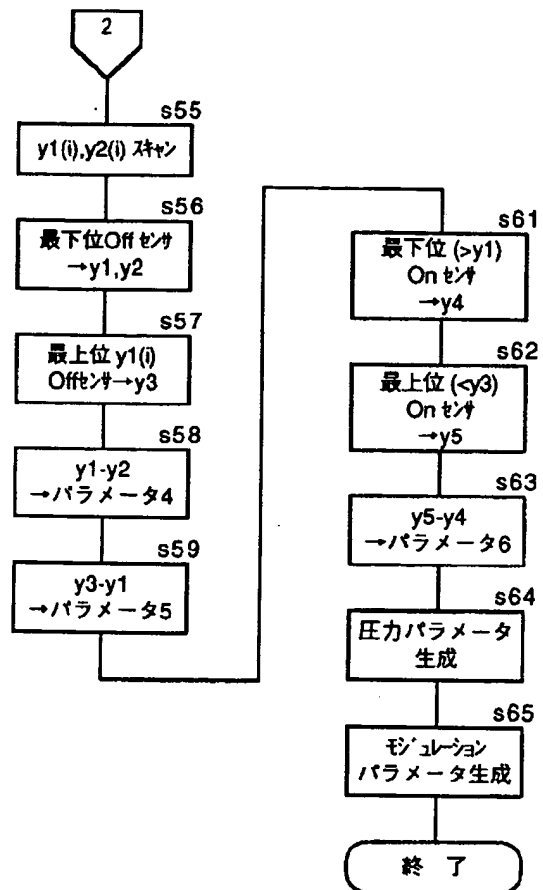 2
s55
y1(i),y2(i) ｽｷｬﾝ
s56
最下位Off ｾﾝｻ
→y1,y2
s57
最上位 y1(i)
Offｾﾝｻ→y3
s58
y1-y2
→パラメータ4
s59
y3-y1
→パラメータ5
s61
最下位 (>y1)
On ｾﾝｻ
→y4
s62
最上位 (<y3)
On ｾﾝｻ
→y5
s63
y5-y4
→パラメータ6
s64
圧力パラメータ
生成
s65
ﾓｼﾞｭﾚｰｼｮﾝ
パラメータ生成
終 了